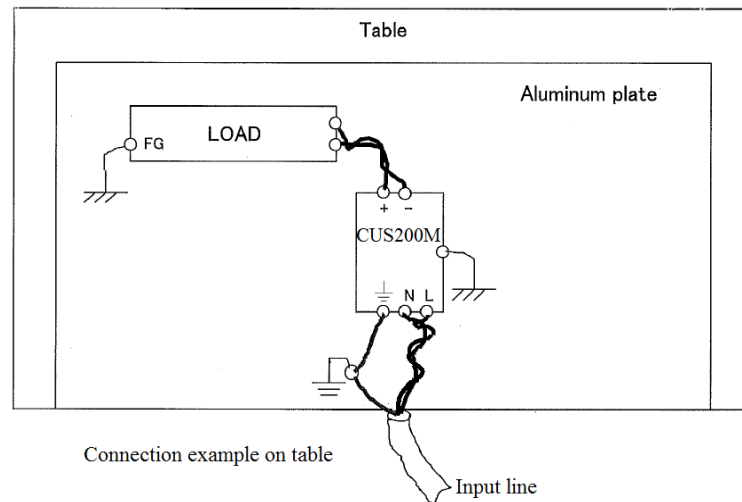 Table
Aluminum plate
FG
LOAD
+ -
CUS200M
N L
Connection example on table
Input line